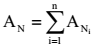 A_N = \sum_{i=1}^{n} A_{N_i}